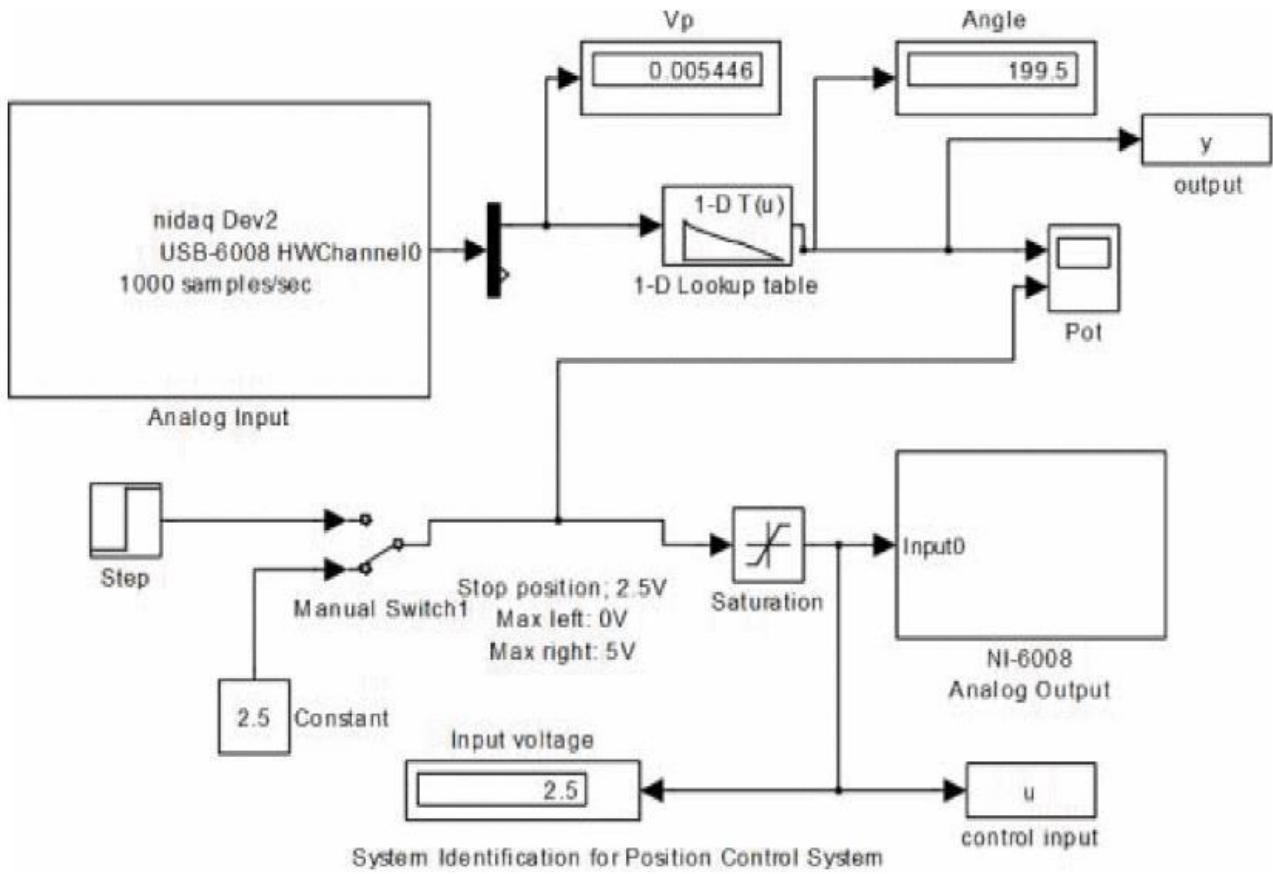 Vp
0.005446
Angle
199.5
y
output
nidaq Dev2
USB-6008 HWChannel0
1000 samples/sec
Analog Input
1-D T(u)
1-D Lookup table
Pot
Step
Manual Switch1
Stop position; 2.5V
Max left: 0V
Max right: 5V
Saturation
Input0
NI-6008
Analog Output
2.5
Constant
Input voltage
2.5
u
control input
System Identification for Position Control System